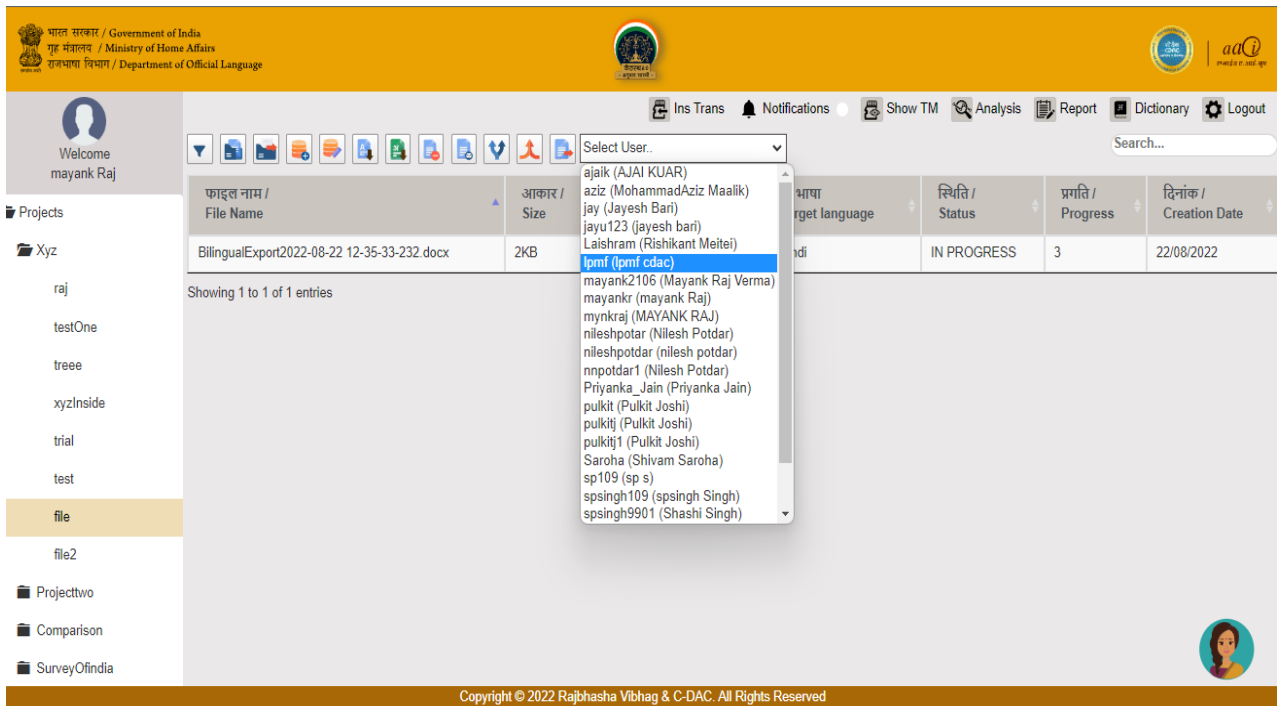 भारत सरकार / Government of India
गृह मंत्रालय / Ministry of Home Affairs
राजभाषा विभाग / Department of Official Language
Ins Trans
Notifications
Show TM
Analysis
Report
Dictionary
Logout
Welcome
mayank Raj
Select User..
Search...
फाइल नाम /
File Name
आकार /
Size
भाषा
rget language
स्थिति /
Status
प्रगति /
Progress
दिनांक /
Creation Date
BilingualExport2022-08-22 12-35-33-232.docx
2KB
ndi
IN PROGRESS
3
22/08/2022
Showing 1 to 1 of 1 entries
ajaik (AJAI KUAR)
aziz (MohammadAziz Maalik)
jay (Jayesh Bari)
jayu123 (jayesh bari)
Laishram (Rishikant Meitei)
lpmf (lpmf cdac)
mayank2106 (Mayank Raj Verma)
mayankr (mayank Raj)
mynkraj (MAYANK RAJ)
nileshpotar (Nilesh Potdar)
nileshpotdar (nilesh potdar)
nnpotdar1 (Nilesh Potdar)
Priyanka_Jain (Priyanka Jain)
pulkit (Pulkit Joshi)
pulkitj (Pulkit Joshi)
pulkitj1 (Pulkit Joshi)
Saroha (Shivam Saroha)
sp109 (sp s)
spsingh109 (spsingh Singh)
spsingh9901 (Shashi Singh)
Projects
Xyz
raj
testOne
treee
xyzInside
trial
test
file
file2
Projecttwo
Comparison
SurveyOfindia
Copyright © 2022 Rajbhasha Vibhag & C-DAC. All Rights Reserved